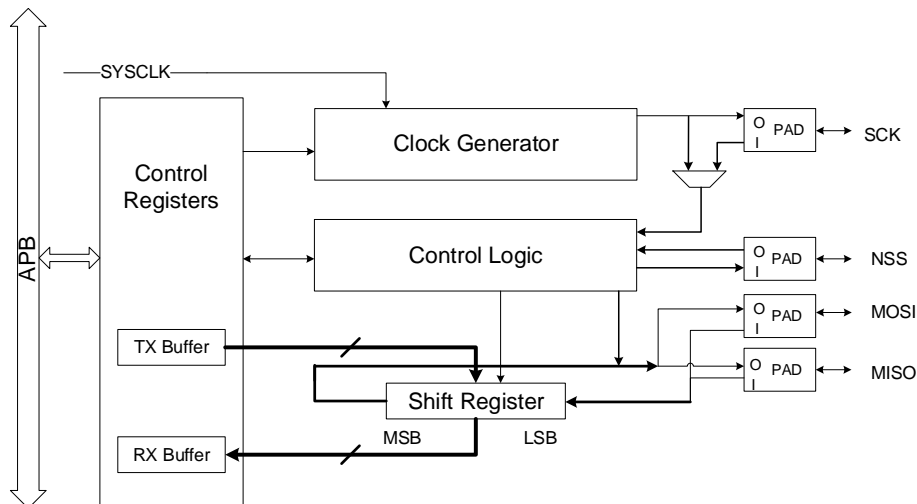 SYSCLK
Clock Generator
O
I
PAD
SCK
Control
Registers
APB
Control Logic
O
I
PAD
NSS
O
I
PAD
MOSI
TX Buffer
O
I
PAD
MISO
Shift Register
MSB
LSB
RX Buffer